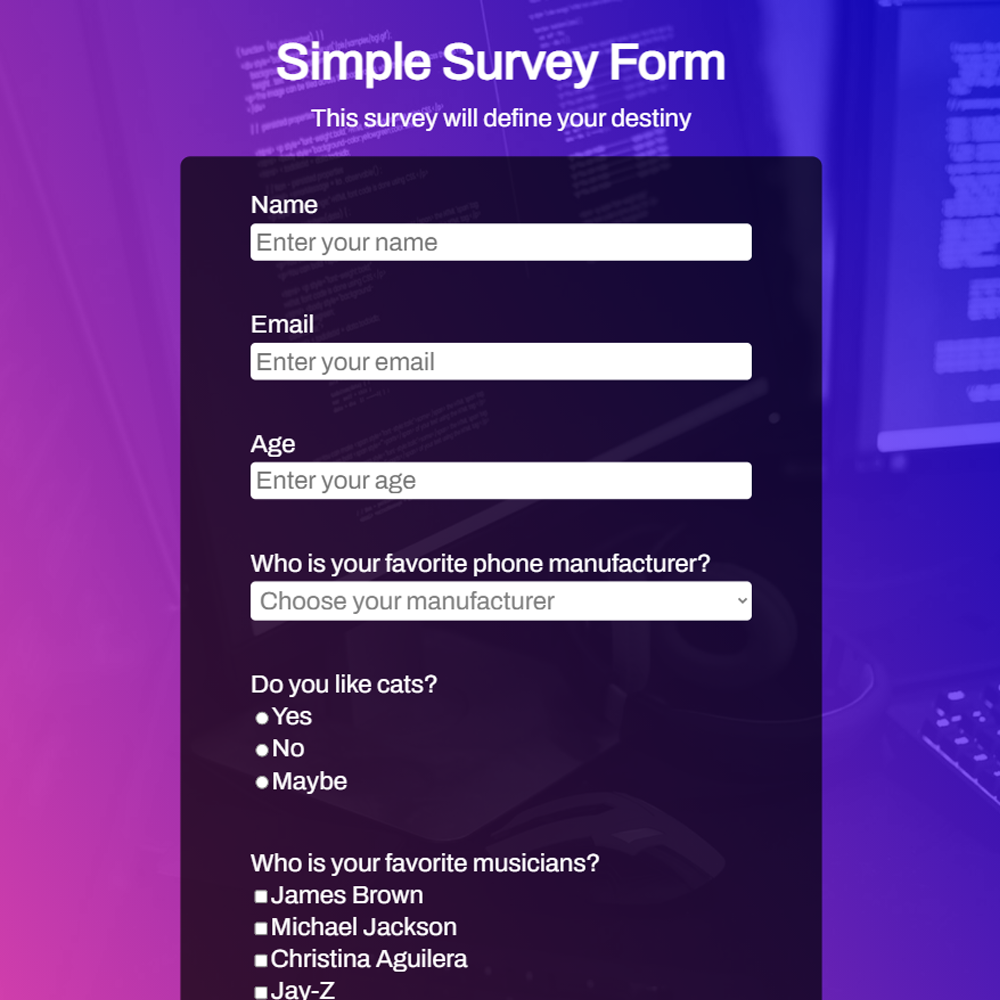 Simple Survey Form
This survey will define your destiny
Name
Enter your name
Email
Enter your email
Age
Enter your age
Who is your favorite phone manufacturer?
Choose your manufacturer
Do you like cats?
Yes
No
Maybe
Who is your favorite musicians?
James Brown
Michael Jackson
Christina Aguilera
Jay-Z